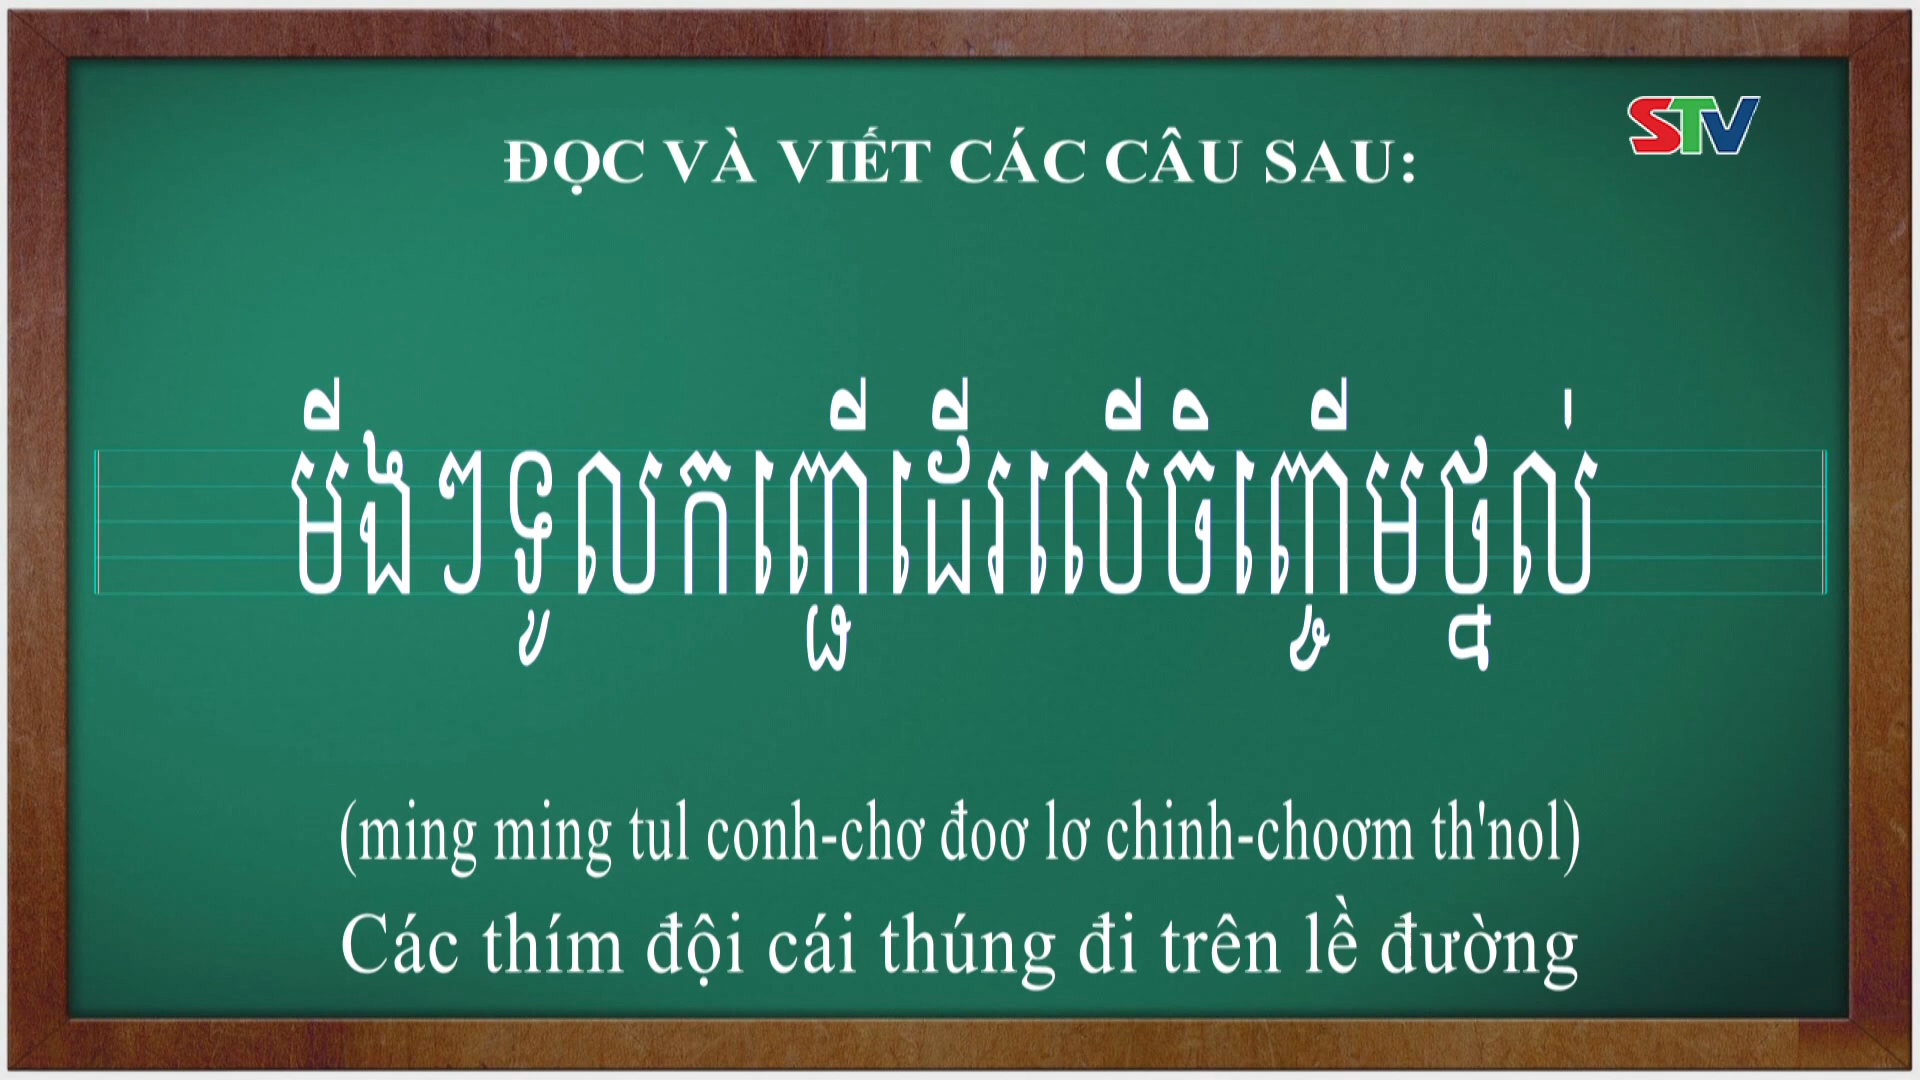 STV
ĐỌC VÀ VIẾT CÁC CÂU SAU:
មីងៗទូលកញ្ជើដើរលើចិញ្ចើមថ្នល់
(ming ming tul conh-chơ đoơ lơ chinh-choơm th'nol)
Các thím đội cái thúng đi trên lề đường